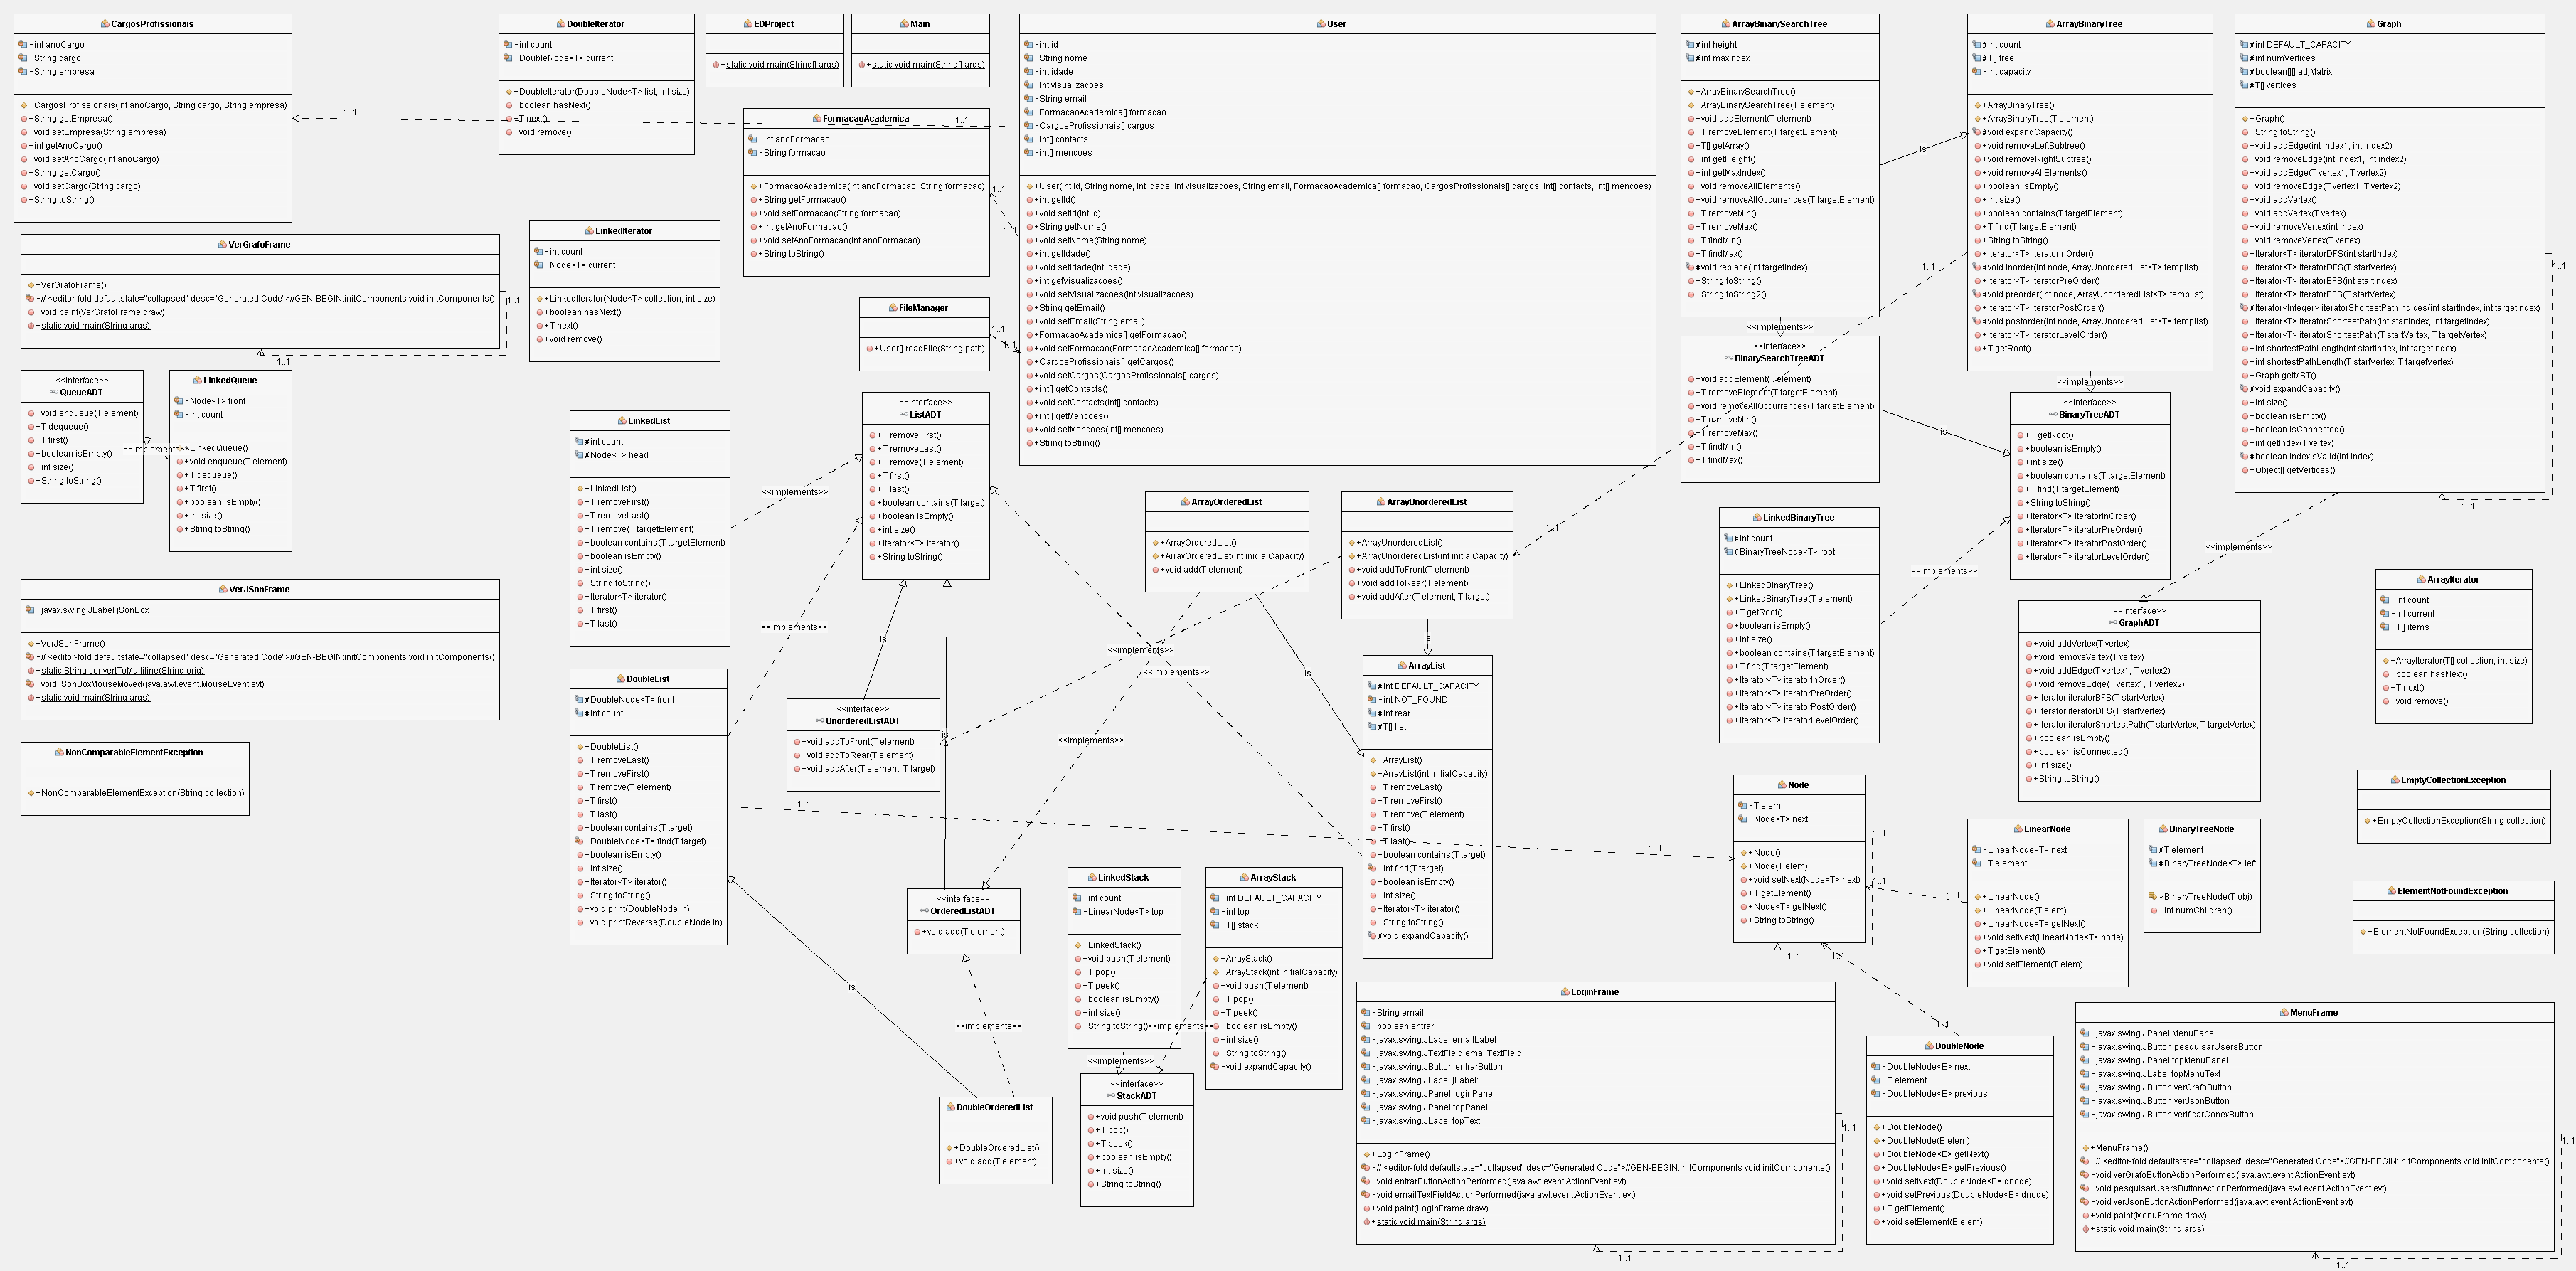 CargosProfissionais
-int anoCargo
-String cargo
-String empresa
+CargosProfissionais(int anoCargo, String cargo, String empresa)
+String getEmpresa()
+void setEmpresa(String empresa)
+int getAnoCargo()
+void setAnoCargo(int anoCargo)
+String getCargo()
+void setCargo(String cargo)
+String toString()
1..1
DoubleIterator
-int count
-DoubleNode<T> current
+DoubleIterator(DoubleNode<T> list, int size)
+boolean hasNext()
+T next()
+void remove()
EDProject
+static void main(String[] args)
Main
+static void main(String[] args)
1..1
FormacaoAcademica
-int anoFormacao
-String formacao
+FormacaoAcademica(int anoFormacao, String formacao)
+String getFormacao()
+void setFormacao(String formacao)
+int getAnoFormacao()
+void setAnoFormacao(int anoFormacao)
+String toString()
1..1
1..1
User
-int id
-String nome
-int idade
-int visualizacoes
-String email
-FormacaoAcademica[] formacao
-CargosProfissionais[] cargos
-int[] contacts
-int[] mencoes
+User(int id, String nome, int idade, int visualizacoes, String email, FormacaoAcademica[] formacao, CargosProfissionais[] cargos, int[] contacts, int[] mencoes)
+int getId()
+void setId(int id)
+String getNome()
+void setNome(String nome)
+int getIdade()
+void setIdade(int idade)
+int getVisualizacoes()
+void setVisualizacoes(int visualizacoes)
+String getEmail()
+void setEmail(String email)
+FormacaoAcademica[] getFormacao()
+void setFormacao(FormacaoAcademica[] formacao)
+CargosProfissionais[] getCargos()
+void setCargos(CargosProfissionais[] cargos)
+int[] getContacts()
+void setContacts(int[] contacts)
+int[] getMencoes()
+void setMencoes(int[] mencoes)
+String toString()
ArrayBinarySearchTree
#int height
#int maxIndex
+ArrayBinarySearchTree()
+ArrayBinarySearchTree(T element)
+void addElement(T element)
+T removeElement(T targetElement)
+T[] getArray()
+int getHeight()
+int getMaxIndex()
+void removeAllElements()
+void removeAllOccurrences(T targetElement)
+T removeMin()
+T removeMax()
+T findMin()
+T findMax()
#void replace(int targetIndex)
+String toString()
+String toString2()
is
<<implements>>
1..1
ArrayBinaryTree
#int count
#T[] tree
-int capacity
+ArrayBinaryTree()
+ArrayBinaryTree(T element)
#void expandCapacity()
+void removeLeftSubtree()
+void removeRightSubtree()
+void removeAllElements()
+boolean isEmpty()
+int size()
+boolean contains(T targetElement)
+T find(T targetElement)
+String toString()
+Iterator<T> iteratorInOrder()
#void inorder(int node, ArrayUnorderedList<T> templist)
+Iterator<T> iteratorPreOrder()
#void preorder(int node, ArrayUnorderedList<T> templist)
+Iterator<T> iteratorPostOrder()
#void postorder(int node, ArrayUnorderedList<T> templist)
+Iterator<T> iteratorLevelOrder()
+T getRoot()
<<implements>>
Graph
#int DEFAULT_CAPACITY
#int numVertices
#boolean[][] adjMatrix
#T[] vertices
+Graph()
+String toString()
+void addEdge(int index1, int index2)
+void removeEdge(int index1, int index2)
+void addEdge(T vertex1, T vertex2)
+void removeEdge(T vertex1, T vertex2)
+void addVertex()
+void addVertex(T vertex)
+void removeVertex(int index)
+void removeVertex(T vertex)
+Iterator<T> iteratorDFS(int startIndex)
+Iterator<T> iteratorDFS(T startVertex)
+Iterator<T> iteratorBFS(int startIndex)
+Iterator<T> iteratorBFS(T startVertex)
#Iterator<Integer> iteratorShortestPathIndices(int startIndex, int targetIndex)
+Iterator<T> iteratorShortestPath(int startIndex, int targetIndex)
+Iterator<T> iteratorShortestPath(T startVertex, T targetVertex)
+int shortestPathLength(int startIndex, int targetIndex)
+int shortestPathLength(T startVertex, T targetVertex)
+Graph getMST()
#void expandCapacity()
+int size()
+boolean isEmpty()
+boolean isConnected()
+int getIndex(T vertex)
#boolean indexIsValid(int index)
+Object[] getVertices()
1..1
1..1
<<implements>>
VerGrafoFrame
+VerGrafoFrame()
-// <editor-fold defaultstate="collapsed" desc="Generated Code">//GEN-BEGIN:initComponents void initComponents()
+void paint(VerGrafoFrame draw)
+static void main(String args)
1..1
1..1
LinkedIterator
-int count
-Node<T> current
+LinkedIterator(Node<T> collection, int size)
+boolean hasNext()
+T next()
+void remove()
FileManager
+User[] readFile(String path)
1..1
1..1
<<interface>>
BinarySearchTreeADT
+void addElement(T element)
+T removeElement(T targetElement)
+void removeAllOccurrences(T targetElement)
+T removeMin()
+T removeMax()
+T findMin()
+T findMax()
is
<<interface>>
BinaryTreeADT
+T getRoot()
+boolean isEmpty()
+int size()
+boolean contains(T targetElement)
+T find(T targetElement)
+String toString()
+Iterator<T> iteratorInOrder()
+Iterator<T> iteratorPreOrder()
+Iterator<T> iteratorPostOrder()
+Iterator<T> iteratorLevelOrder()
<<interface>>
QueueADT
+void enqueue(T element)
+T dequeue()
+T first()
+boolean isEmpty()
+int size()
+String toString()
<<implements>>
LinkedQueue
-Node<T> front
-int count
+LinkedQueue()
+void enqueue(T element)
+T dequeue()
+T first()
+boolean isEmpty()
+int size()
+String toString()
LinkedList
#int count
#Node<T> head
+LinkedList()
+T removeFirst()
+T removeLast()
+T remove(T targetElement)
+boolean contains(T targetElement)
+boolean isEmpty()
+int size()
+String toString()
+Iterator<T> iterator()
+T first()
+T last()
<<implements>>
<<interface>>
ListADT
+T removeFirst()
+T removeLast()
+T remove(T element)
+T first()
+T last()
+boolean contains(T target)
+boolean isEmpty()
+int size()
+Iterator<T> iterator()
+String toString()
<<implements>>
is
ArrayOrderedList
+ArrayOrderedList()
+ArrayOrderedList(int inicialCapacity)
+void add(T element)
ArrayUnorderedList
+ArrayUnorderedList()
+ArrayUnorderedList(int initialCapacity)
+void addToFront(T element)
+void addToRear(T element)
+void addAfter(T element, T target)
1..1
is
is
<<implements>>
<<implements>>
<<implements>>
LinkedBinaryTree
#int count
#BinaryTreeNode<T> root
+LinkedBinaryTree()
+LinkedBinaryTree(T element)
+T getRoot()
+boolean isEmpty()
+int size()
+boolean contains(T targetElement)
+T find(T targetElement)
+Iterator<T> iteratorInOrder()
+Iterator<T> iteratorPreOrder()
+Iterator<T> iteratorPostOrder()
+Iterator<T> iteratorLevelOrder()
<<implements>>
<<interface>>
GraphADT
+void addVertex(T vertex)
+void removeVertex(T vertex)
+void addEdge(T vertex1, T vertex2)
+void removeEdge(T vertex1, T vertex2)
+Iterator iteratorBFS(T startVertex)
+Iterator iteratorDFS(T startVertex)
+Iterator iteratorShortestPath(T startVertex, T targetVertex)
+boolean isEmpty()
+boolean isConnected()
+int size()
+String toString()
ArrayIterator
-int count
-int current
-T[] items
+ArrayIterator(T[] collection, int size)
+boolean hasNext()
+T next()
+void remove()
VerJSonFrame
-javax.swing.JLabel jSonBox
+VerJSonFrame()
-// <editor-fold defaultstate="collapsed" desc="Generated Code">//GEN-BEGIN:initComponents void initComponents()
+static String convertToMultiline(String orig)
-void jSonBoxMouseMoved(java.awt.event.MouseEvent evt)
+static void main(String args)
NonComparableElementException
+NonComparableElementException(String collection)
DoubleList
#DoubleNode<T> front
#int count
+DoubleList()
+T removeLast()
+T removeFirst()
+T remove(T element)
+T first()
+T last()
+boolean contains(T target)
-DoubleNode<T> find(T target)
+boolean isEmpty()
+int size()
+Iterator<T> iterator()
+String toString()
+void print(DoubleNode ln)
+void printReverse(DoubleNode ln)
1..1
1..1
is
<<interface>>
UnorderedListADT
+void addToFront(T element)
+void addToRear(T element)
+void addAfter(T element, T target)
is
<<interface>>
OrderedListADT
+void add(T element)
<<implements>>
DoubleOrderedList
+DoubleOrderedList()
+void add(T element)
ArrayList
#int DEFAULT_CAPACITY
-int NOT_FOUND
#int rear
#T[] list
+ArrayList()
+ArrayList(int initialCapacity)
+T removeLast()
+T removeFirst()
+T remove(T element)
+T first()
+T last()
+boolean contains(T target)
-int find(T target)
+boolean isEmpty()
+int size()
+Iterator<T> iterator()
+String toString()
#void expandCapacity()
LinkedStack
-int count
-LinearNode<T> top
+LinkedStack()
+void push(T element)
+T pop()
+T peek()
+boolean isEmpty()
+int size()
+String toString()
<<implements>>
<<implements>>
ArrayStack
-int DEFAULT_CAPACITY
-int top
-T[] stack
+ArrayStack()
+ArrayStack(int initialCapacity)
+void push(T element)
+T pop()
+T peek()
+boolean isEmpty()
+int size()
+String toString()
-void expandCapacity()
<<interface>>
StackADT
+void push(T element)
+T pop()
+T peek()
+boolean isEmpty()
+int size()
+String toString()
Node
-T elem
-Node<T> next
+Node()
+Node(T elem)
+void setNext(Node<T> next)
+T getElement()
+Node<T> getNext()
+String toString()
1..1
1..1
1..1
1..1
1..1
LinearNode
-LinearNode<T> next
-T element
+LinearNode()
+LinearNode(T elem)
+LinearNode<T> getNext()
+void setNext(LinearNode<T> node)
+T getElement()
+void setElement(T elem)
BinaryTreeNode
#T element
#BinaryTreeNode<T> left
-BinaryTreeNode(T obj)
+int numChildren()
EmptyCollectionException
+EmptyCollectionException(String collection)
ElementNotFoundException
+ElementNotFoundException(String collection)
LoginFrame
-String email
-boolean entrar
-javax.swing.JLabel emailLabel
-javax.swing.JTextField emailTextField
-javax.swing.JButton entrarButton
-javax.swing.JLabel jLabel1
-javax.swing.JPanel loginPanel
-javax.swing.JPanel topPanel
-javax.swing.JLabel topText
+LoginFrame()
-// <editor-fold defaultstate="collapsed" desc="Generated Code">//GEN-BEGIN:initComponents void initComponents()
-void entrarButtonActionPerformed(java.awt.event.ActionEvent evt)
-void emailTextFieldActionPerformed(java.awt.event.ActionEvent evt)
+void paint(LoginFrame draw)
+static void main(String args)
1..1
1..1
1..1
DoubleNode
-DoubleNode<E> next
-E element
-DoubleNode<E> previous
+DoubleNode()
+DoubleNode(E elem)
+DoubleNode<E> getNext()
+DoubleNode<E> getPrevious()
+void setNext(DoubleNode<E> dnode)
+void setPrevious(DoubleNode<E> dnode)
+E getElement()
+void setElement(E elem)
MenuFrame
-javax.swing.JPanel MenuPanel
-javax.swing.JButton pesquisarUsersButton
-javax.swing.JPanel topMenuPanel
-javax.swing.JLabel topMenuText
-javax.swing.JButton verGrafoButton
-javax.swing.JButton verJsonButton
-javax.swing.JButton verificarConexButton
+MenuFrame()
-// <editor-fold defaultstate="collapsed" desc="Generated Code">//GEN-BEGIN:initComponents void initComponents()
-void verGrafoButtonActionPerformed(java.awt.event.ActionEvent evt)
-void pesquisarUsersButtonActionPerformed(java.awt.event.ActionEvent evt)
-void verJsonButtonActionPerformed(java.awt.event.ActionEvent evt)
+void paint(MenuFrame draw)
+static void main(String args)
1..1
1..1